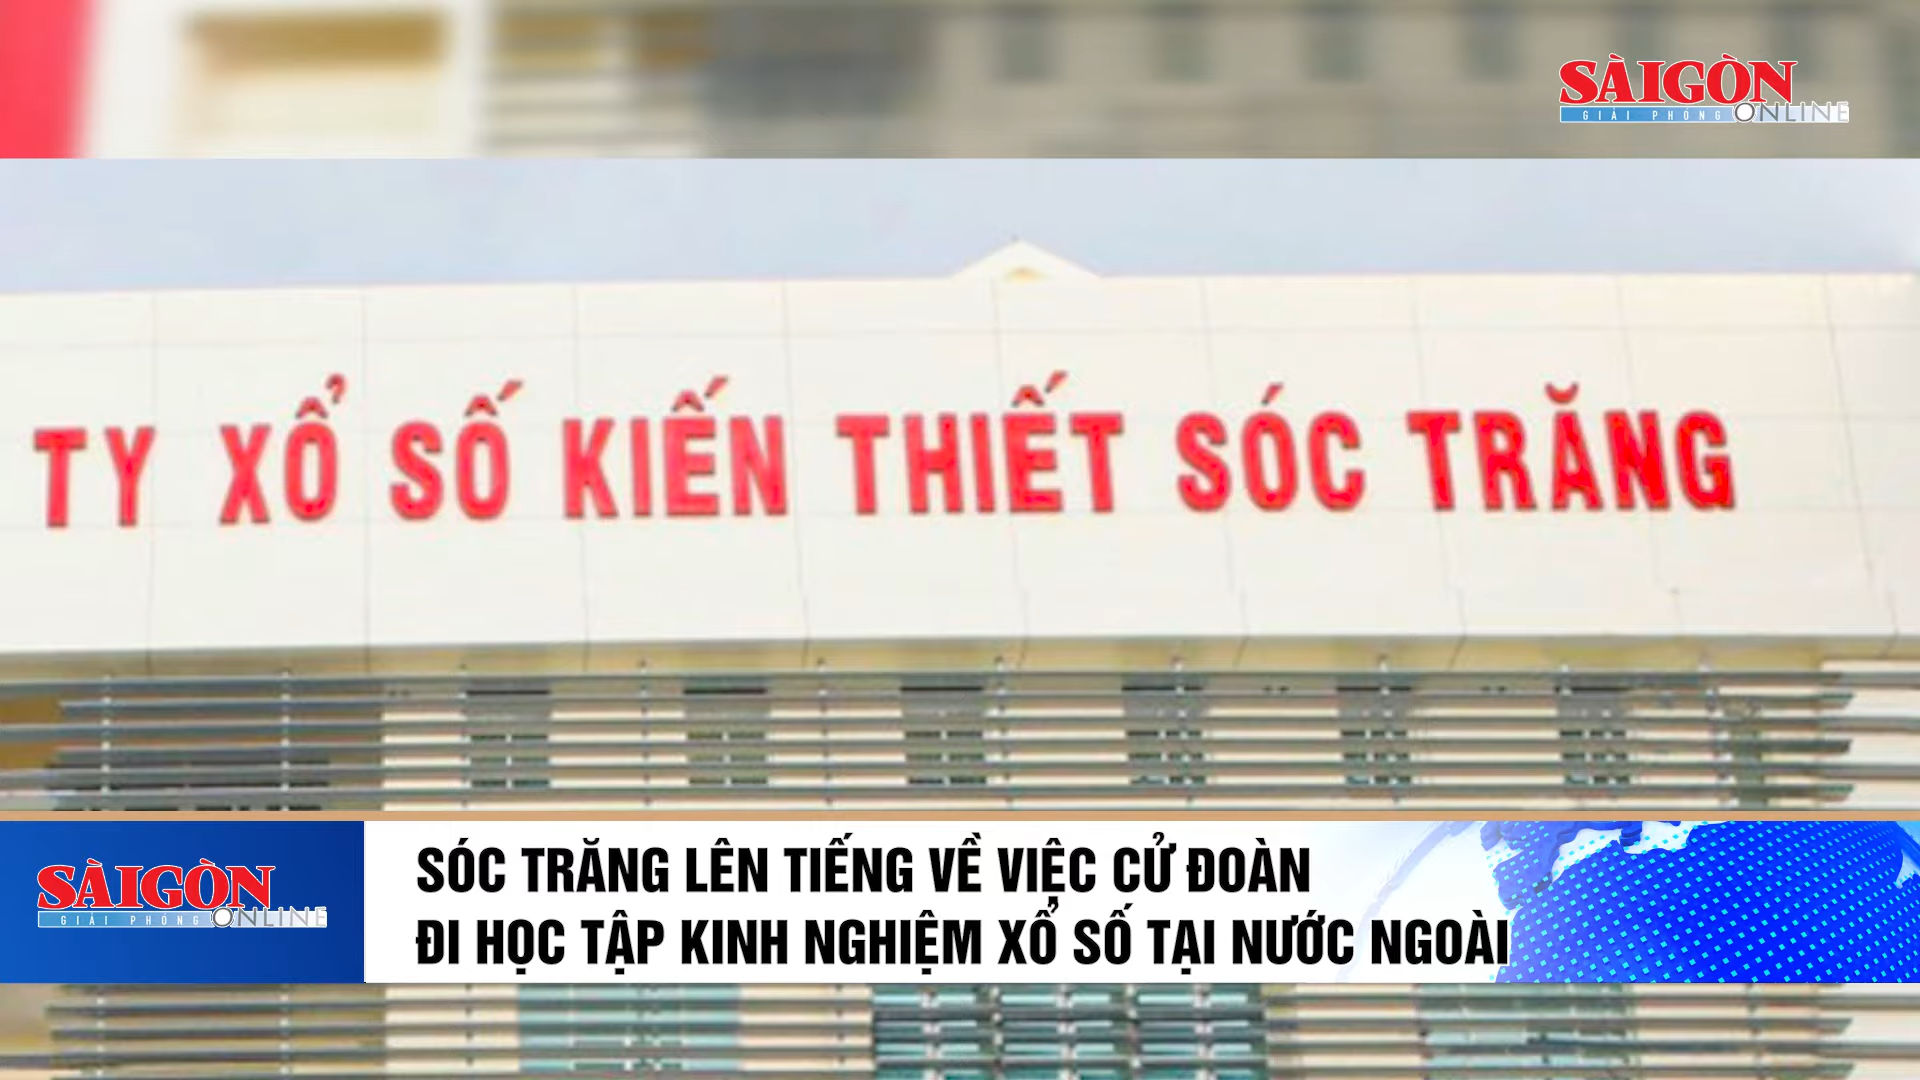 SÀIGÒN
GIẢI PHÓNG ONLINE
TY XỔ SỐ KIẾN THIẾT SÓC TRĂNG
SÀIGÒN
GIẢI PHÓNG ONLINE
SÓC TRĂNG LÊN TIẾNG VỀ VIỆC CỬ ĐOÀN
ĐI HỌC TẬP KINH NGHIỆM XỔ SỐ TẠI NƯỚC NGOÀI